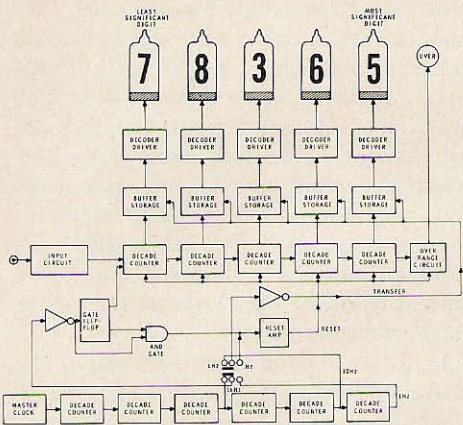 LEAST
SIGNIFICANT
DIGIT
MOST
SIGNIFICANT
DIGIT
7
8
3
6
5
OVER
DECODER
DRIVER
DECODER
DRIVER
DECODER
DRIVER
DECODER
DRIVER
DECODER
DRIVER
BUFFER
STORAGE
BUFFER
STORAGE
BUFFER
STORAGE
BUFFER
STORAGE
BUFFER
STORAGE
INPUT
CIRCUIT
DECADE
COUNTER
DECADE
COUNTER
DECADE
COUNTER
DECADE
COUNTER
DECADE
COUNTER
OVER
RANGE
CIRCUIT
TRANSFER
GATE
FLIP-
FLOP
AND
GATE
RESET
AMP
RESET
kHz
Hz
1kHz
10Hz
1Hz
MASTER
CLOCK
DECADE
COUNTER
DECADE
COUNTER
DECADE
COUNTER
DECADE
COUNTER
DECADE
COUNTER
DECADE
COUNTER